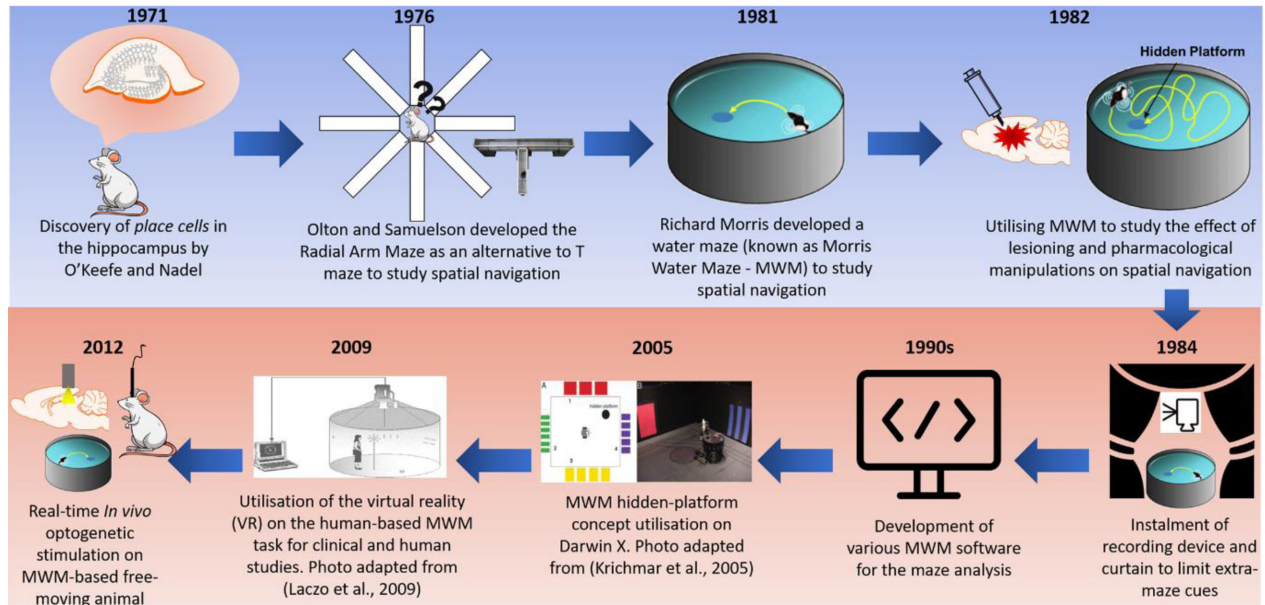 1971
Discovery of place cells in
the hippocampus by
O'Keefe and Nadel
1976
? ?
Olton and Samuelson developed the
Radial Arm Maze as an alternative to T
maze to study spatial navigation
1981
Richard Morris developed a
water maze (known as Morris
Water Maze - MWM) to study
spatial navigation
1982
Hidden Platform
Utilising MWM to study the effect of
lesioning and pharmacological
manipulations on spatial navigation
1984
Instalment of
recording device and
curtain to limit extra-
maze cues
1990s
</>
Development of
various MWM software
for the maze analysis
2005
A
B
1
hidden platform
2
4
3
MWM hidden-platform
concept utilisation on
Darwin X. Photo adapted
from (Krichmar et al., 2005)
2009
Utilisation of the virtual reality
(VR) on the human-based MWM
task for clinical and human
studies. Photo adapted from
(Laczo et al., 2009)
2012
Real-time In vivo
optogenetic
stimulation on
MWM-based free-
moving animal